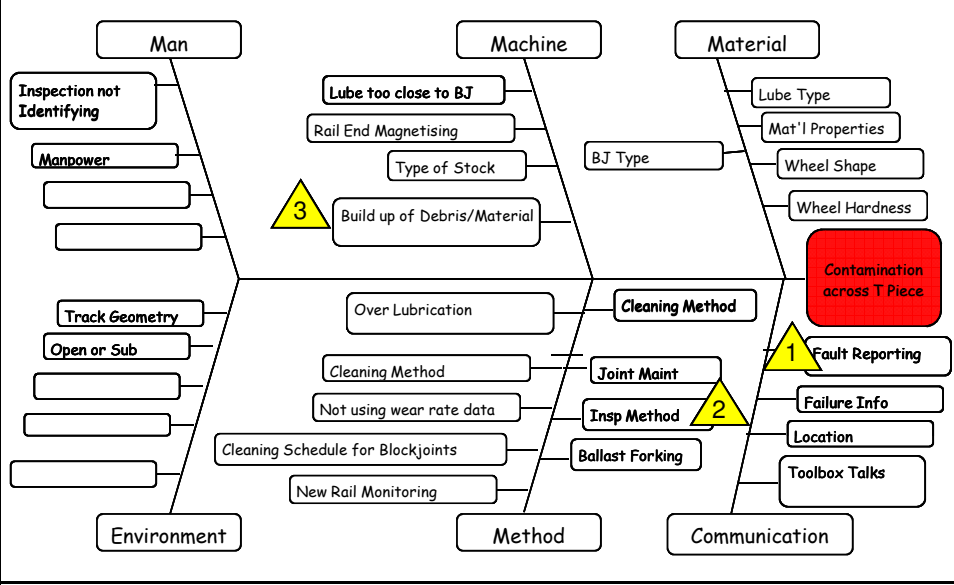 Man
Machine
Material
Inspection not
Identifying
Manpower
Lube too close to BJ
Rail End Magnetising
Type of Stock
3
Build up of Debris/Material
BJ Type
Lube Type
Mat'l Properties
Wheel Shape
Wheel Hardness
Contamination
across T Piece
Track Geometry
Open or Sub
Over Lubrication
Cleaning Method
Not using wear rate data
Cleaning Schedule for Blockjoints
New Rail Monitoring
Cleaning Method
Joint Maint
Insp Method
2
Ballast Forking
1
Fault Reporting
Failure Info
Location
Toolbox Talks
Environment
Method
Communication